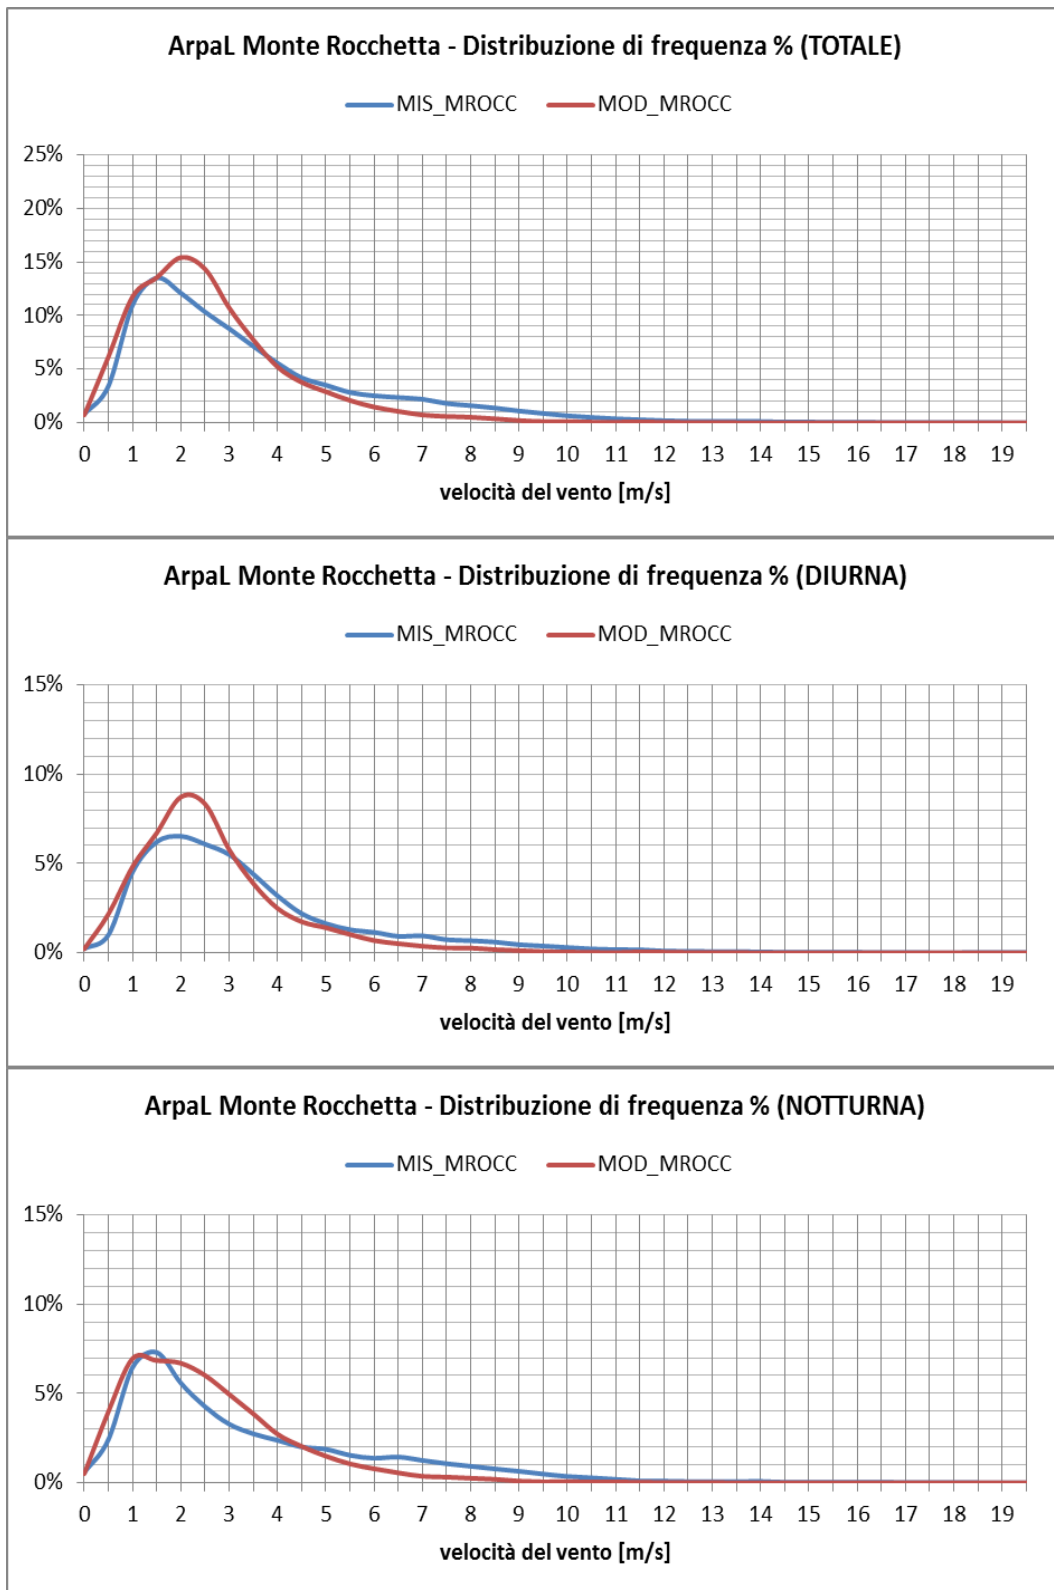 ArpaL Monte Rocchetta - Distribuzione di frequenza % (TOTALE)
MIS_MROCC MOD_MROCC
25%
20%
15%
10%
5%
0%
0 1 2 3 4 5 6 7 8 9 10 11 12 13 14 15 16 17 18 19
velocità del vento [m/s]
ArpaL Monte Rocchetta - Distribuzione di frequenza % (DIURNA)
MIS_MROCC MOD_MROCC
15%
10%
5%
0%
0 1 2 3 4 5 6 7 8 9 10 11 12 13 14 15 16 17 18 19
velocità del vento [m/s]
ArpaL Monte Rocchetta - Distribuzione di frequenza % (NOTTURNA)
MIS_MROCC MOD_MROCC
15%
10%
5%
0%
0 1 2 3 4 5 6 7 8 9 10 11 12 13 14 15 16 17 18 19
velocità del vento [m/s]